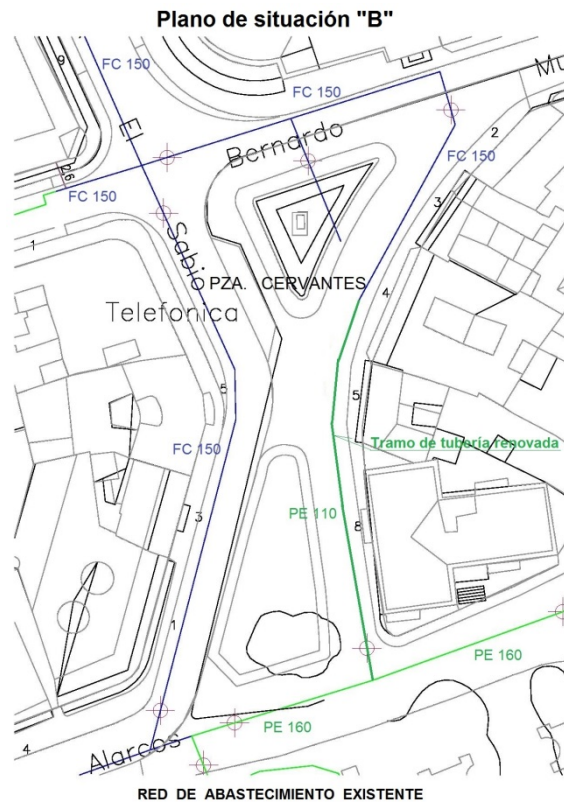 Plano de situación "B"
FC 150
FC 150
9
El
Mu
Bernardo
2
FC 150
26
FC 150
3
1
Sabio
PZA. CERVANTES
4
Telefonica
5
5
Tramo de tubería renovada
FC 150
3
PE 110
8
1
PE 160
PE 160
4
Alarcos
RED DE ABASTECIMIENTO EXISTENTE